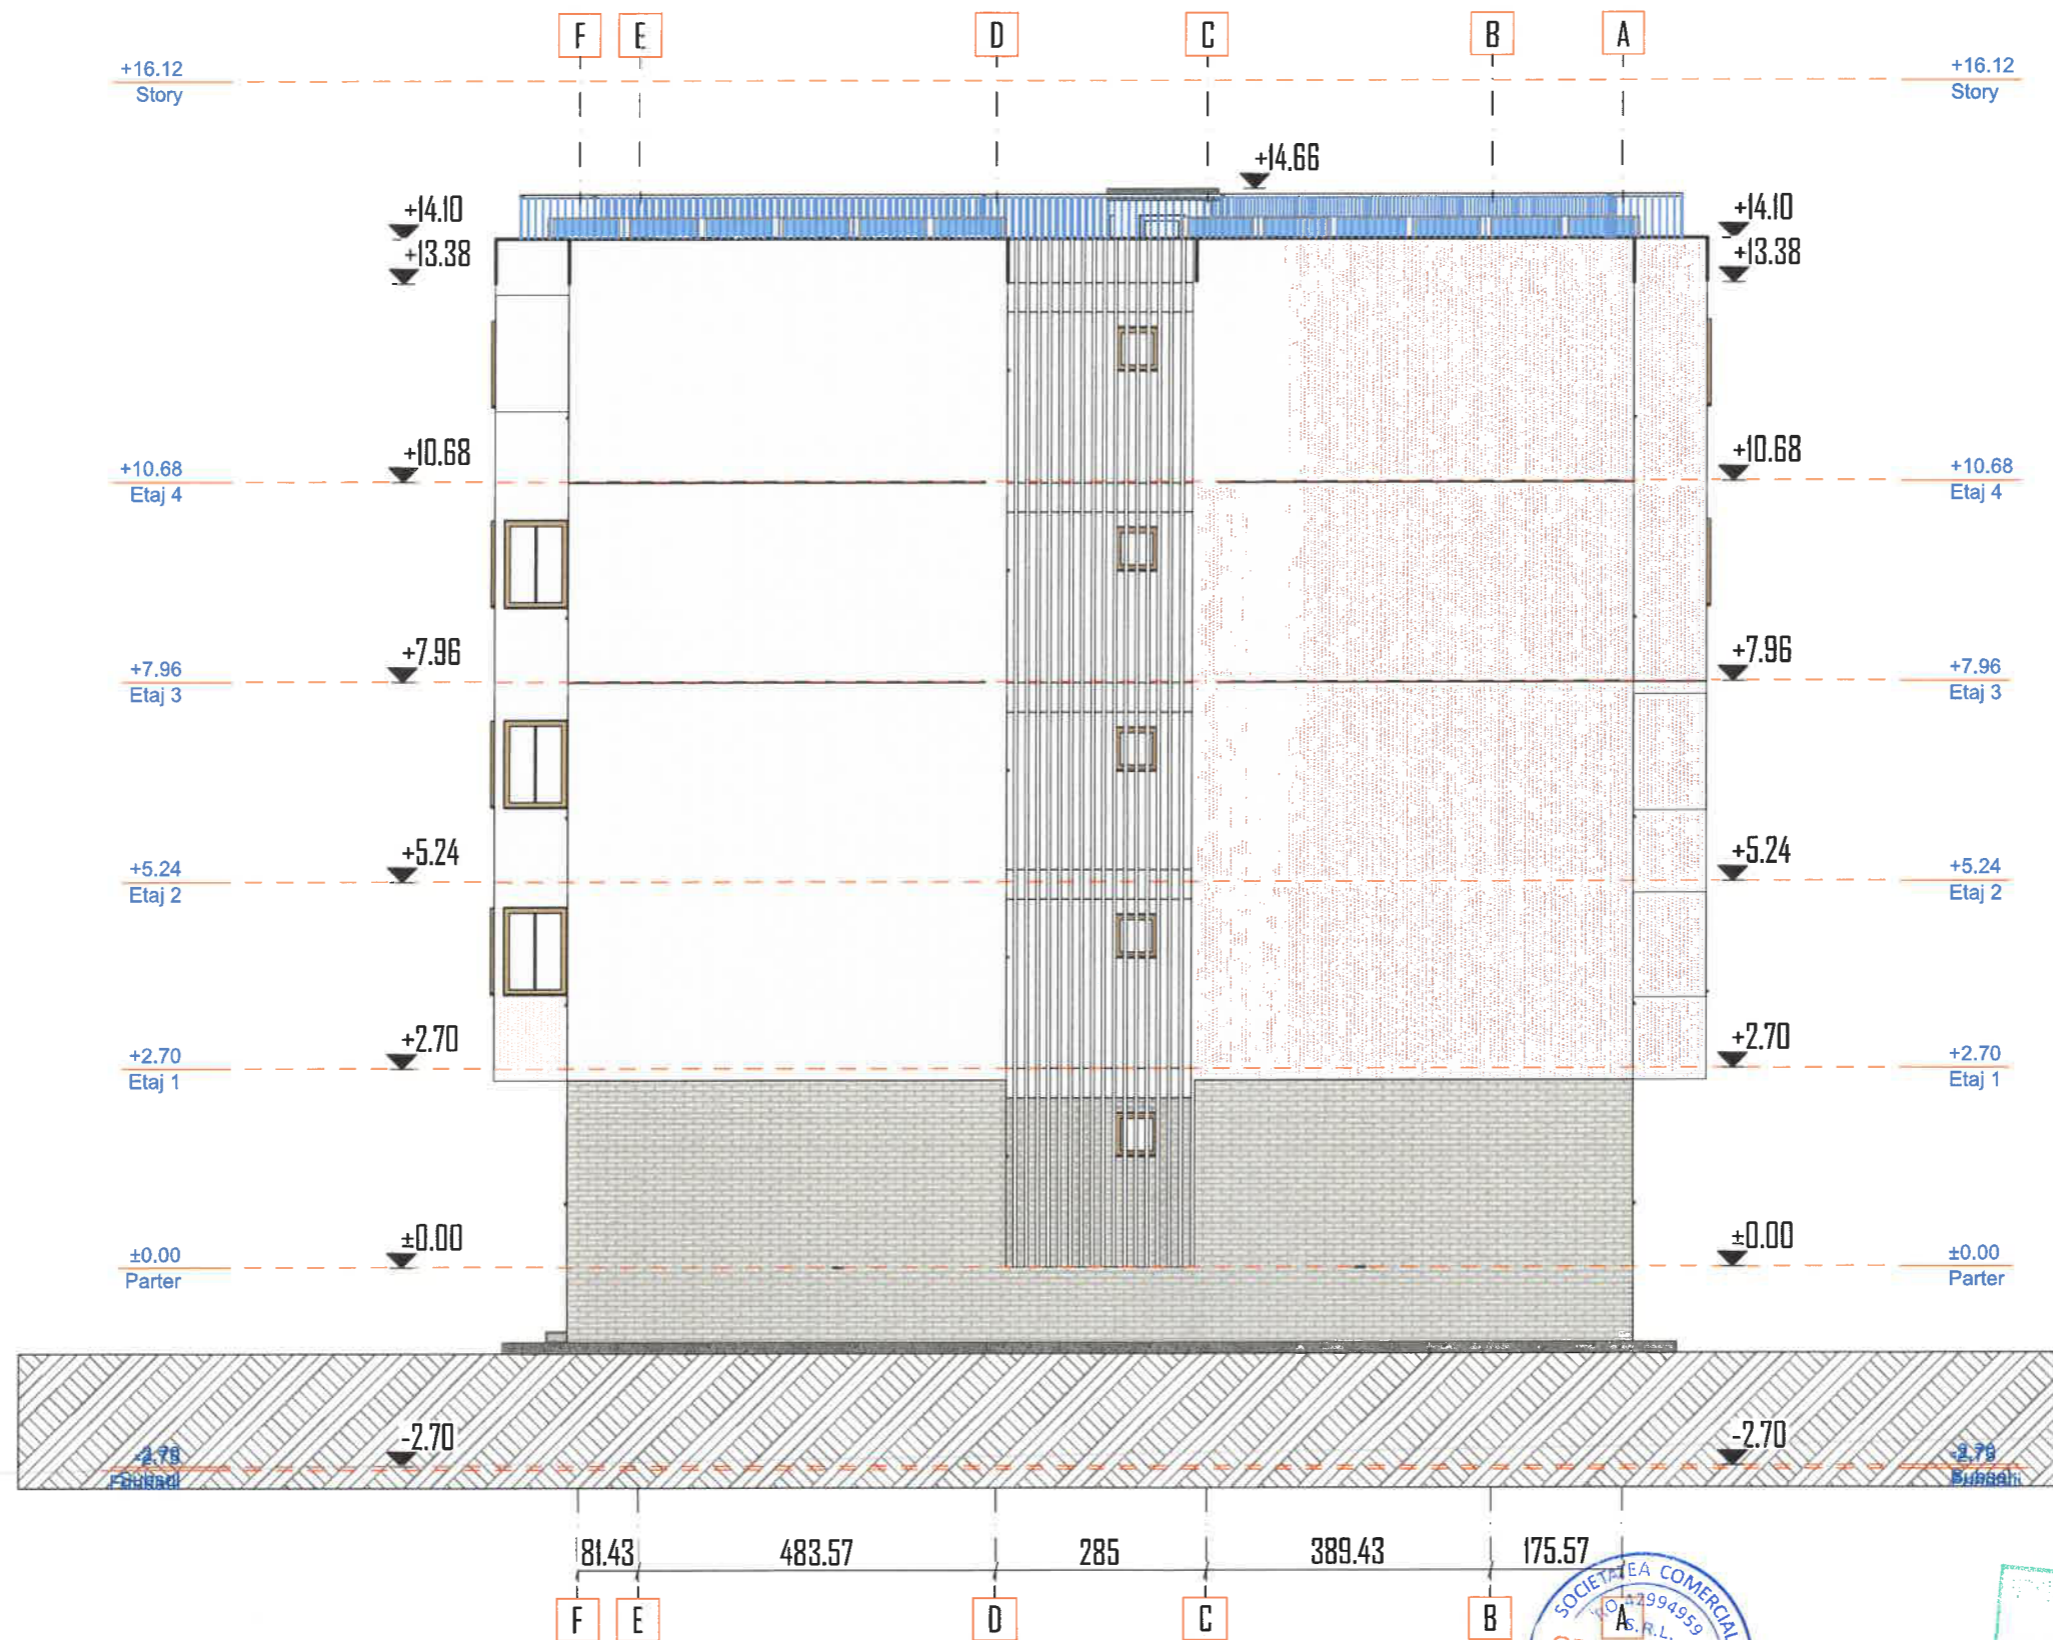 F E D C B A
+16.12 +16.12
Story Story
+14.66
+14.10 +14.10
+13.38 +13.38
+10.68 +10.68 +10.68 +10.68
Etaj 4 Etaj 4
+7.96 +7.96 +7.96 +7.96
Etaj 3 Etaj 3
+5.24 +5.24 +5.24 +5.24
Etaj 2 Etaj 2
+2.70 +2.70 +2.70 +2.70
Etaj 1 Etaj 1
±0.00 ±0.00 ±0.00 ±0.00
Parter Parter
-2.70 -2.70
81.43 483.57 285 389.43 175.57
F E D C B A
SOCIETATEA COMERCIAL
RO 42994959
S.R.L.